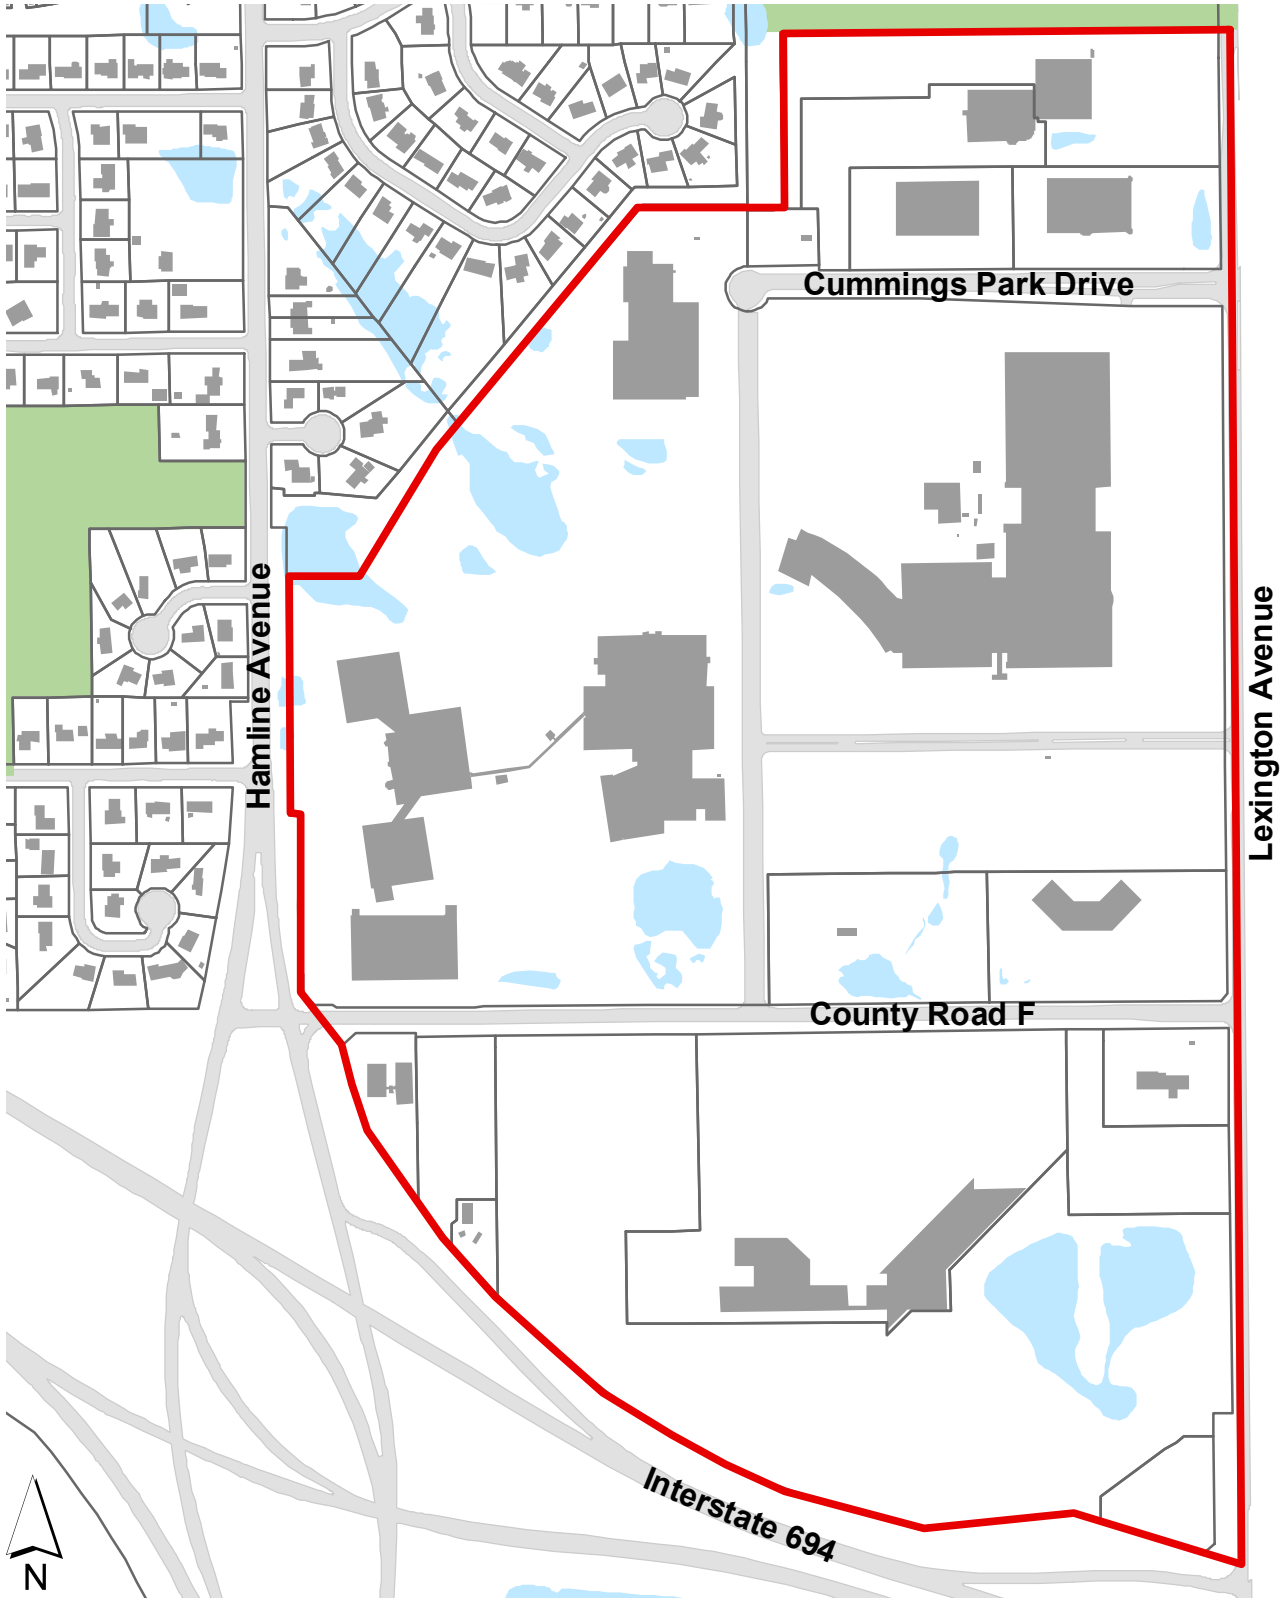 Cummings Park Drive
Hamline Avenue
Lexington Avenue
County Road F
Interstate 694
N